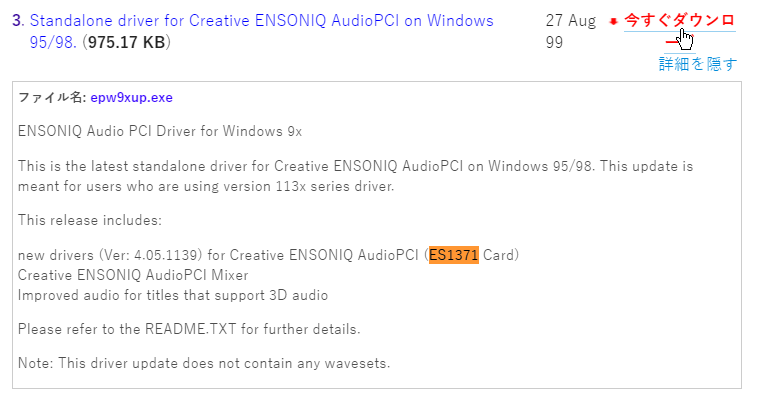 3. Standalone driver for Creative ENSONIQ AudioPCI on Windows 27 Aug 今すぐダウンロ
95/98. (975.17 KB) 99 ード
詳細を隠す
ファイル名: epw9xup.exe
ENSONIQ Audio PCI Driver for Windows 9x
This is the latest standalone driver for Creative ENSONIQ AudioPCI on Windows 95/98. This update is
meant for users who are using version 113x series driver.
This release includes:
new drivers (Ver: 4.05.1139) for Creative ENSONIQ AudioPCI (ES1371 Card)
Creative ENSONIQ AudioPCI Mixer
Improved audio for titles that support 3D audio
Please refer to the README.TXT for further details.
Note: This driver update does not contain any wavesets.